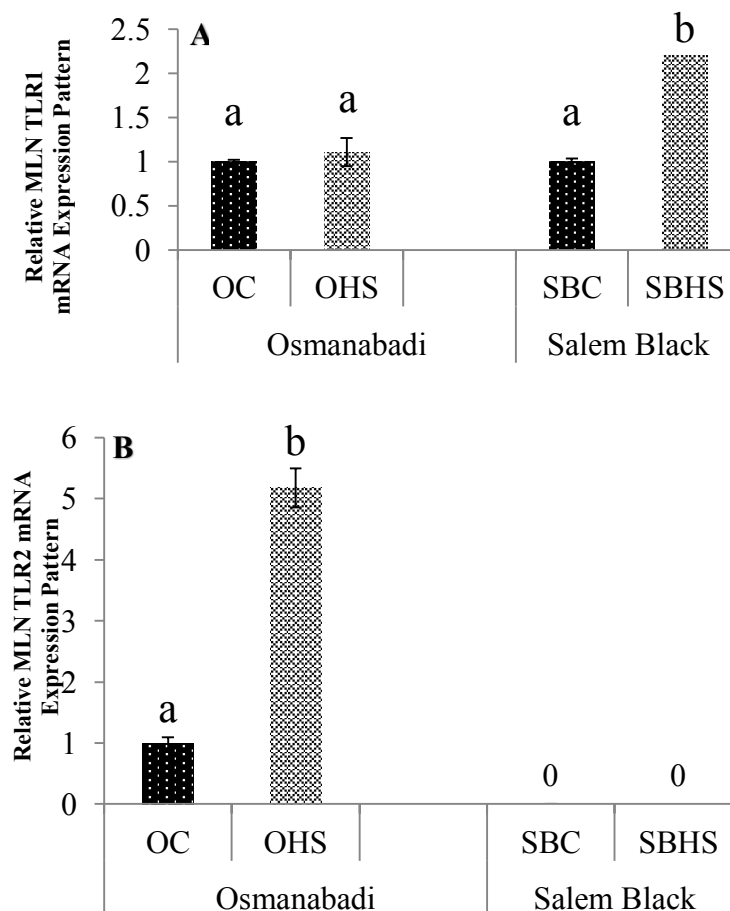 A
Relative MLN TLR1
mRNA Expression Pattern
2.5
2
1.5
1
0.5
0
a
a
a
b
OC OHS SBC SBHS
Osmanabadi Salem Black
B
Relative MLN TLR2 mRNA
Expression Pattern
6
5
4
3
2
1
0
a
b
0
0
OC OHS SBC SBHS
Osmanabadi Salem Black